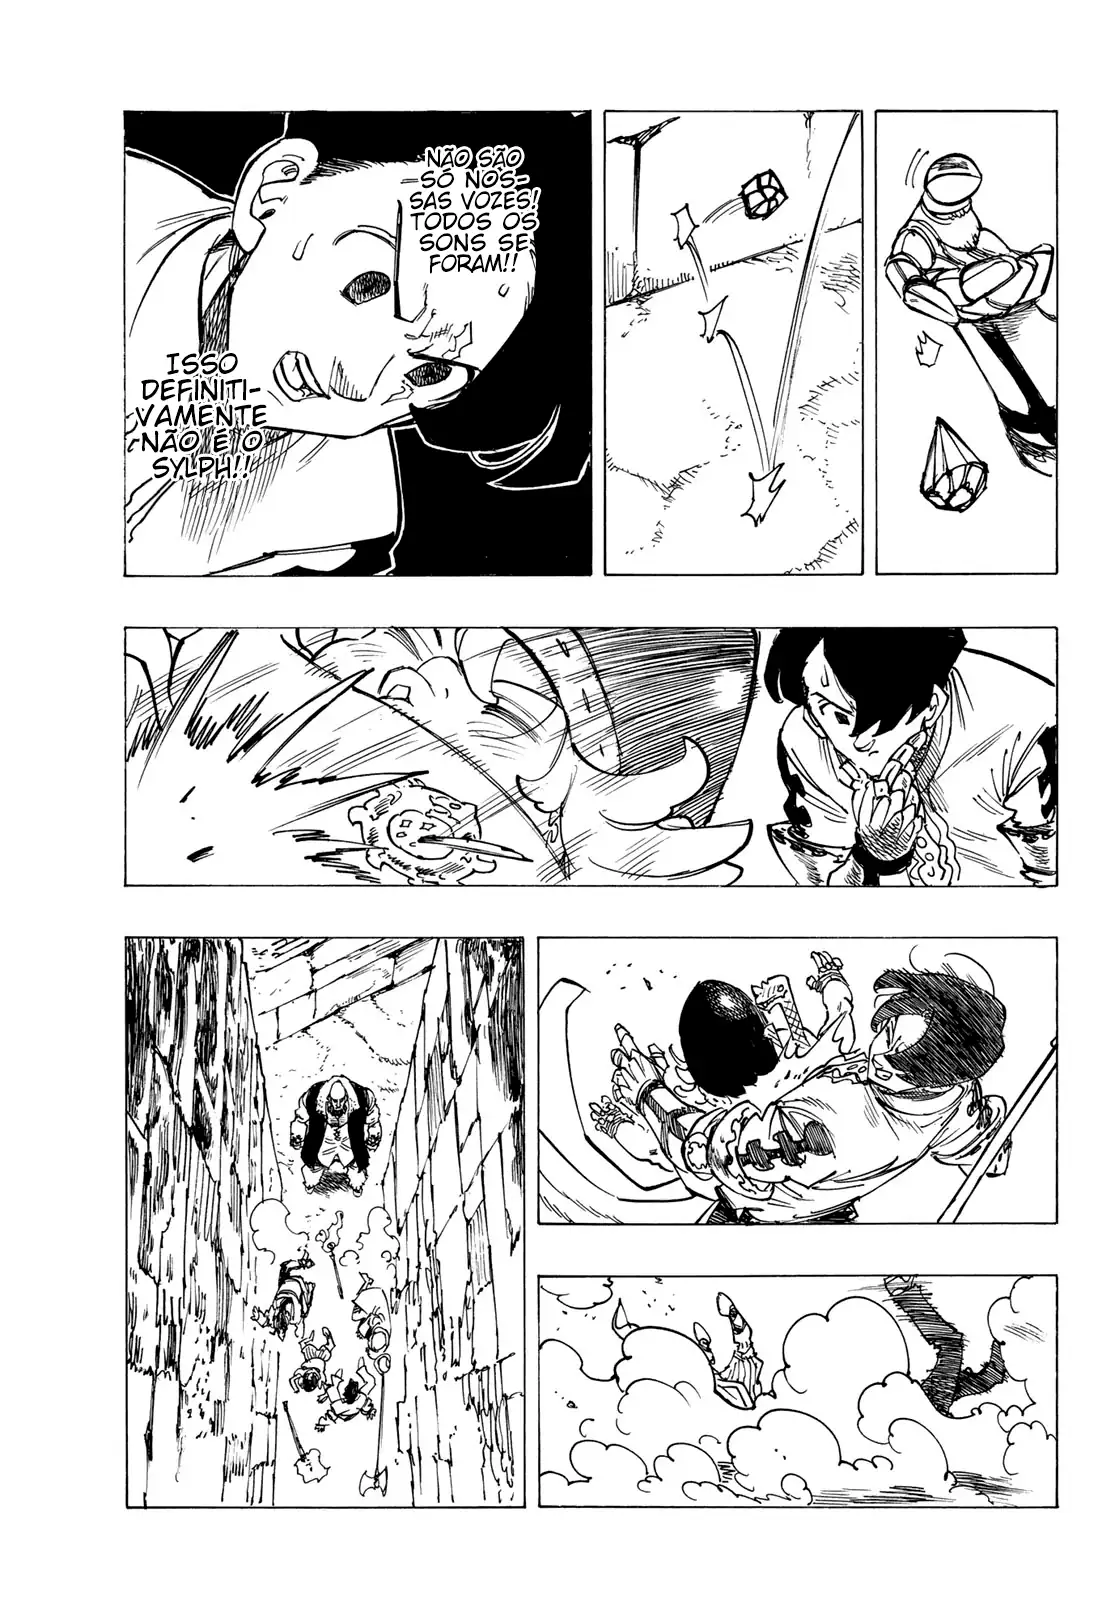 NÃO SÃO
SÓ NOS-
SAS VOZES!
TODOS OS
SONS SE
FORAM!!
ISSO
DEFINITI-
VAMENTE
NÃO É O
SYLPH!!